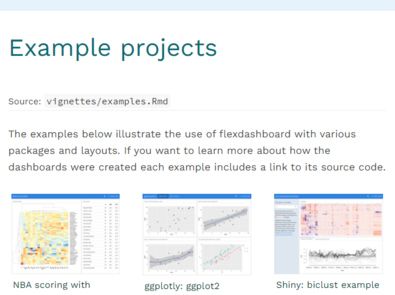 Example projects
Source: vignettes/examples.Rmd
The examples below illustrate the use of flexdashboard with various
packages and layouts. If you want to learn more about how the
dashboards were created each example includes a link to its source code.
NBA scoring with
ggplotly: ggplot2
Shiny: biclust example